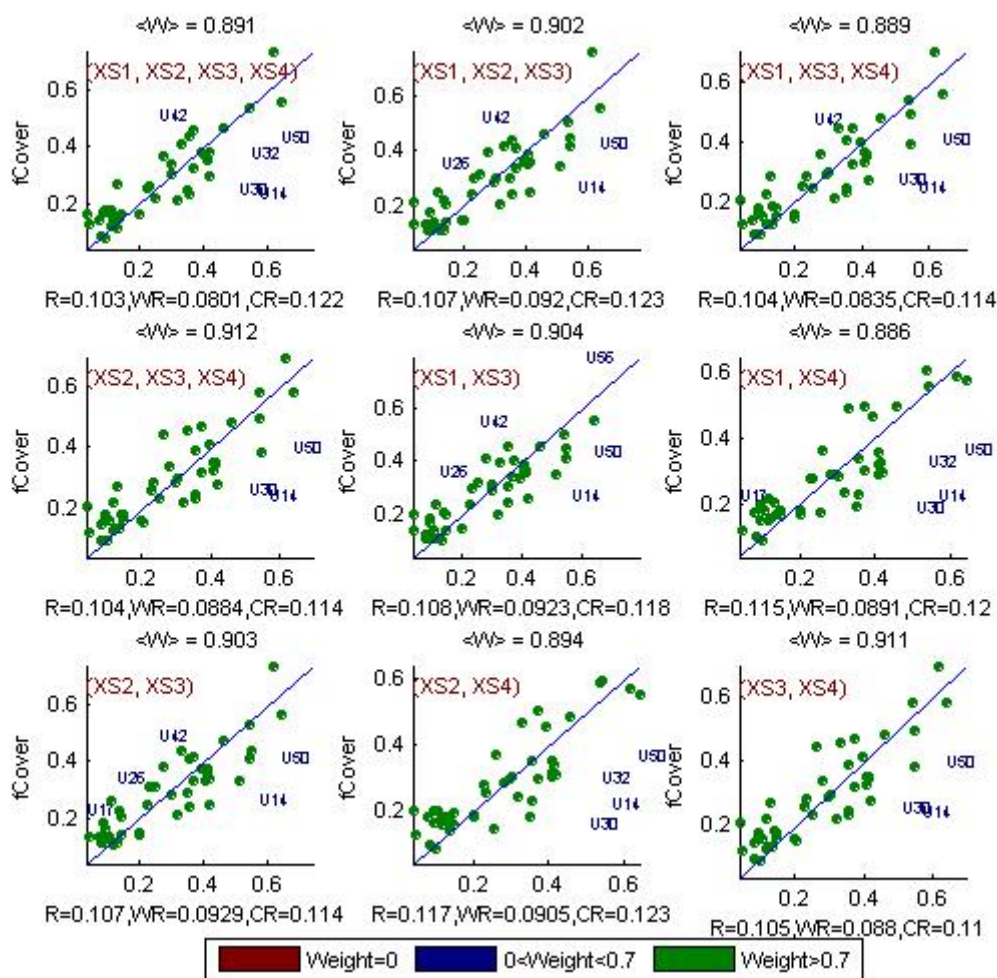 <W> = 0.891 <W> = 0.902 <W> = 0.889
(XS1, XS2, XS3, XS4) (XS1, XS2, XS3) (XS1, XS3, XS4)
fCover 0.6 0.4 0.2 U42 U50 U32 U30 U14
fCover 0.6 0.4 0.2 U42 U50 U26 U14
fCover 0.6 0.4 0.2 U42 U50 U30 U14
0.2 0.4 0.6 0.2 0.4 0.6 0.2 0.4 0.6
R=0.103,WR=0.0801,CR=0.122 R=0.107,WR=0.092,CR=0.123 R=0.104,WR=0.0835,CR=0.114
<W> = 0.912 <W> = 0.904 <W> = 0.886
(XS2, XS3, XS4) (XS1, XS3) (XS1, XS4)
fCover 0.6 0.4 0.2 U50 U30 U14
fCover 0.6 0.4 0.2 U56 U42 U50 U26 U14
fCover 0.6 0.4 0.2 U50 U32 U17 U14 U30
0.2 0.4 0.6 0.2 0.4 0.6 0.2 0.4 0.6
R=0.104,WR=0.0884,CR=0.114 R=0.108,WR=0.0923,CR=0.118 R=0.115,WR=0.0891,CR=0.12
<W> = 0.903 <W> = 0.894 <W> = 0.911
(XS2, XS3) (XS2, XS4) (XS3, XS4)
fCover 0.6 0.4 0.2 U42 U50 U26 U17 U14
fCover 0.6 0.4 0.2 U50 U32 U14 U30
fCover 0.6 0.4 0.2 U50 U30 U14
0.2 0.4 0.6 0.2 0.4 0.6 0.2 0.4 0.6
R=0.107,WR=0.0929,CR=0.114 R=0.117,WR=0.0905,CR=0.123 R=0.105,WR=0.088,CR=0.11
Weight=0 0<Weight<0.7 Weight>0.7